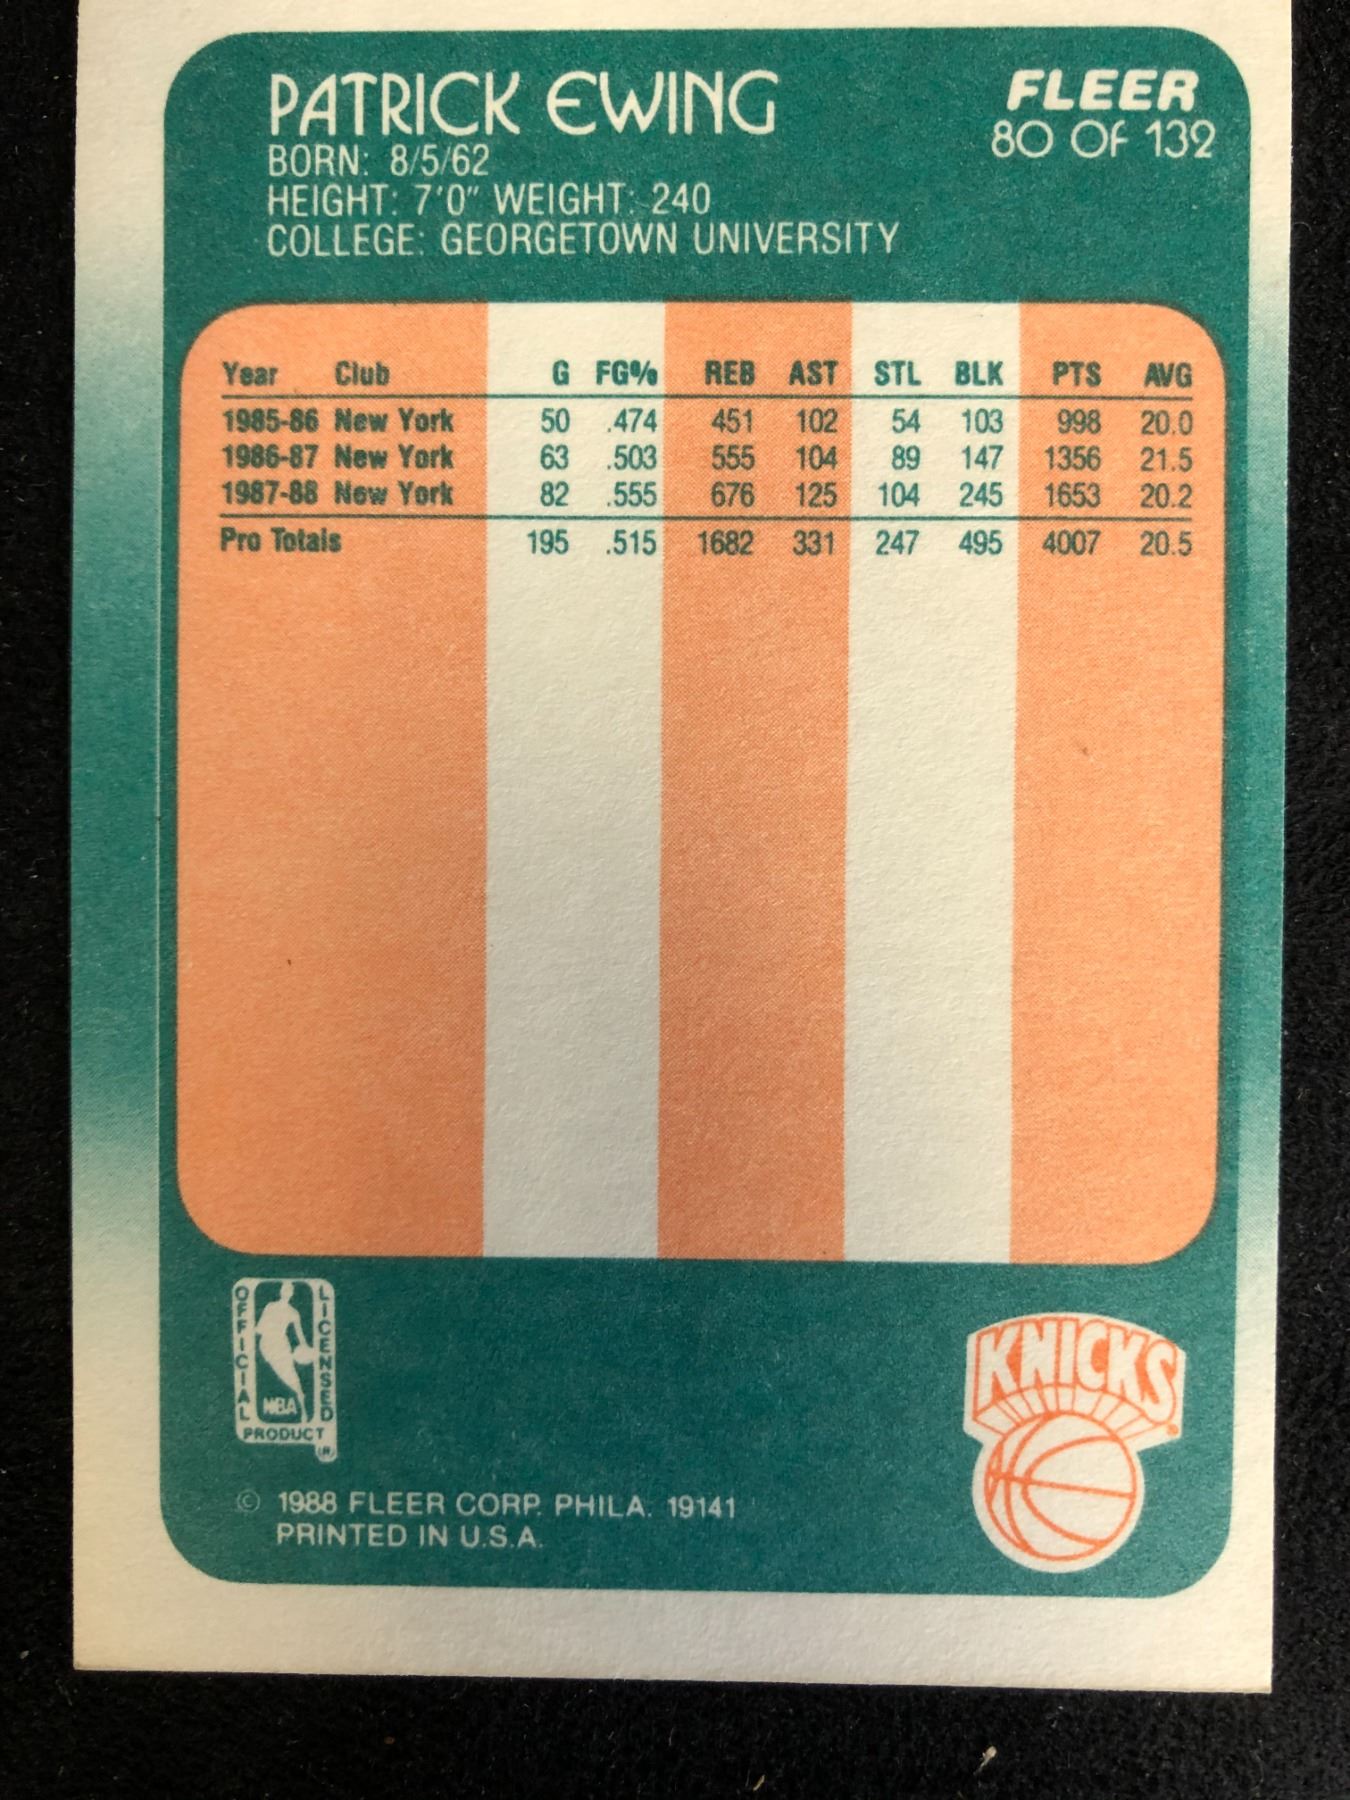 PATRICK EWING
FLEER
80 OF 132
BORN: 8/5/62
HEIGHT: 7'0" WEIGHT: 240
COLLEGE: GEORGETOWN UNIVERSITY
Year Club G FG% REB AST STL BLK PTS AVG
1985-86 New York 50 .474 451 102 54 103 998 20.0
1986-87 New York 63 .503 555 104 89 147 1356 21.5
1987-88 New York 82 .555 676 125 104 245 1653 20.2
Pro Totals 195 .515 1682 331 247 495 4007 20.5
OFFICIAL
LICENSED
NBA
PRODUCT
®
KNICKS
®
© 1988 FLEER CORP. PHILA. 19141
PRINTED IN U.S.A.